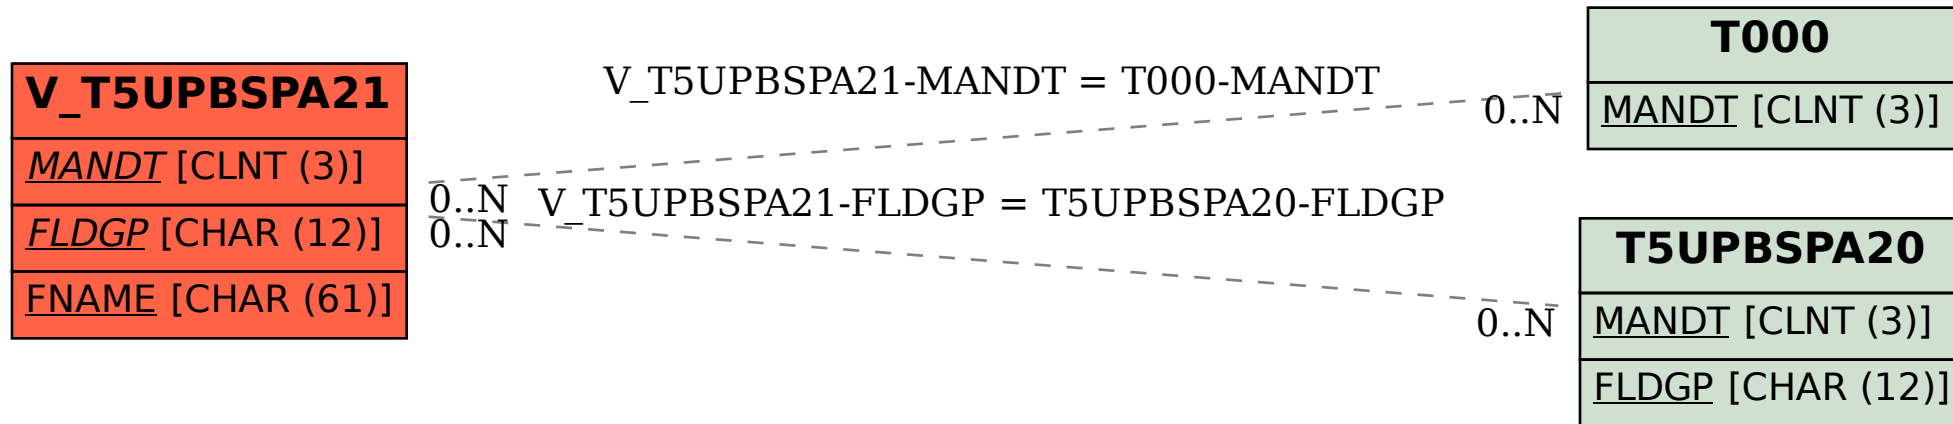 V_T5UPBSPA21
MANDT [CLNT (3)]
FLDGP [CHAR (12)]
FNAME [CHAR (61)]
V_T5UPBSPA21-MANDT = T000-MANDT
0..N
0..N
V_T5UPBSPA21-FLDGP = T5UPBSPA20-FLDGP
0..N
0..N
T000
MANDT [CLNT (3)]
T5UPBSPA20
MANDT [CLNT (3)]
FLDGP [CHAR (12)]